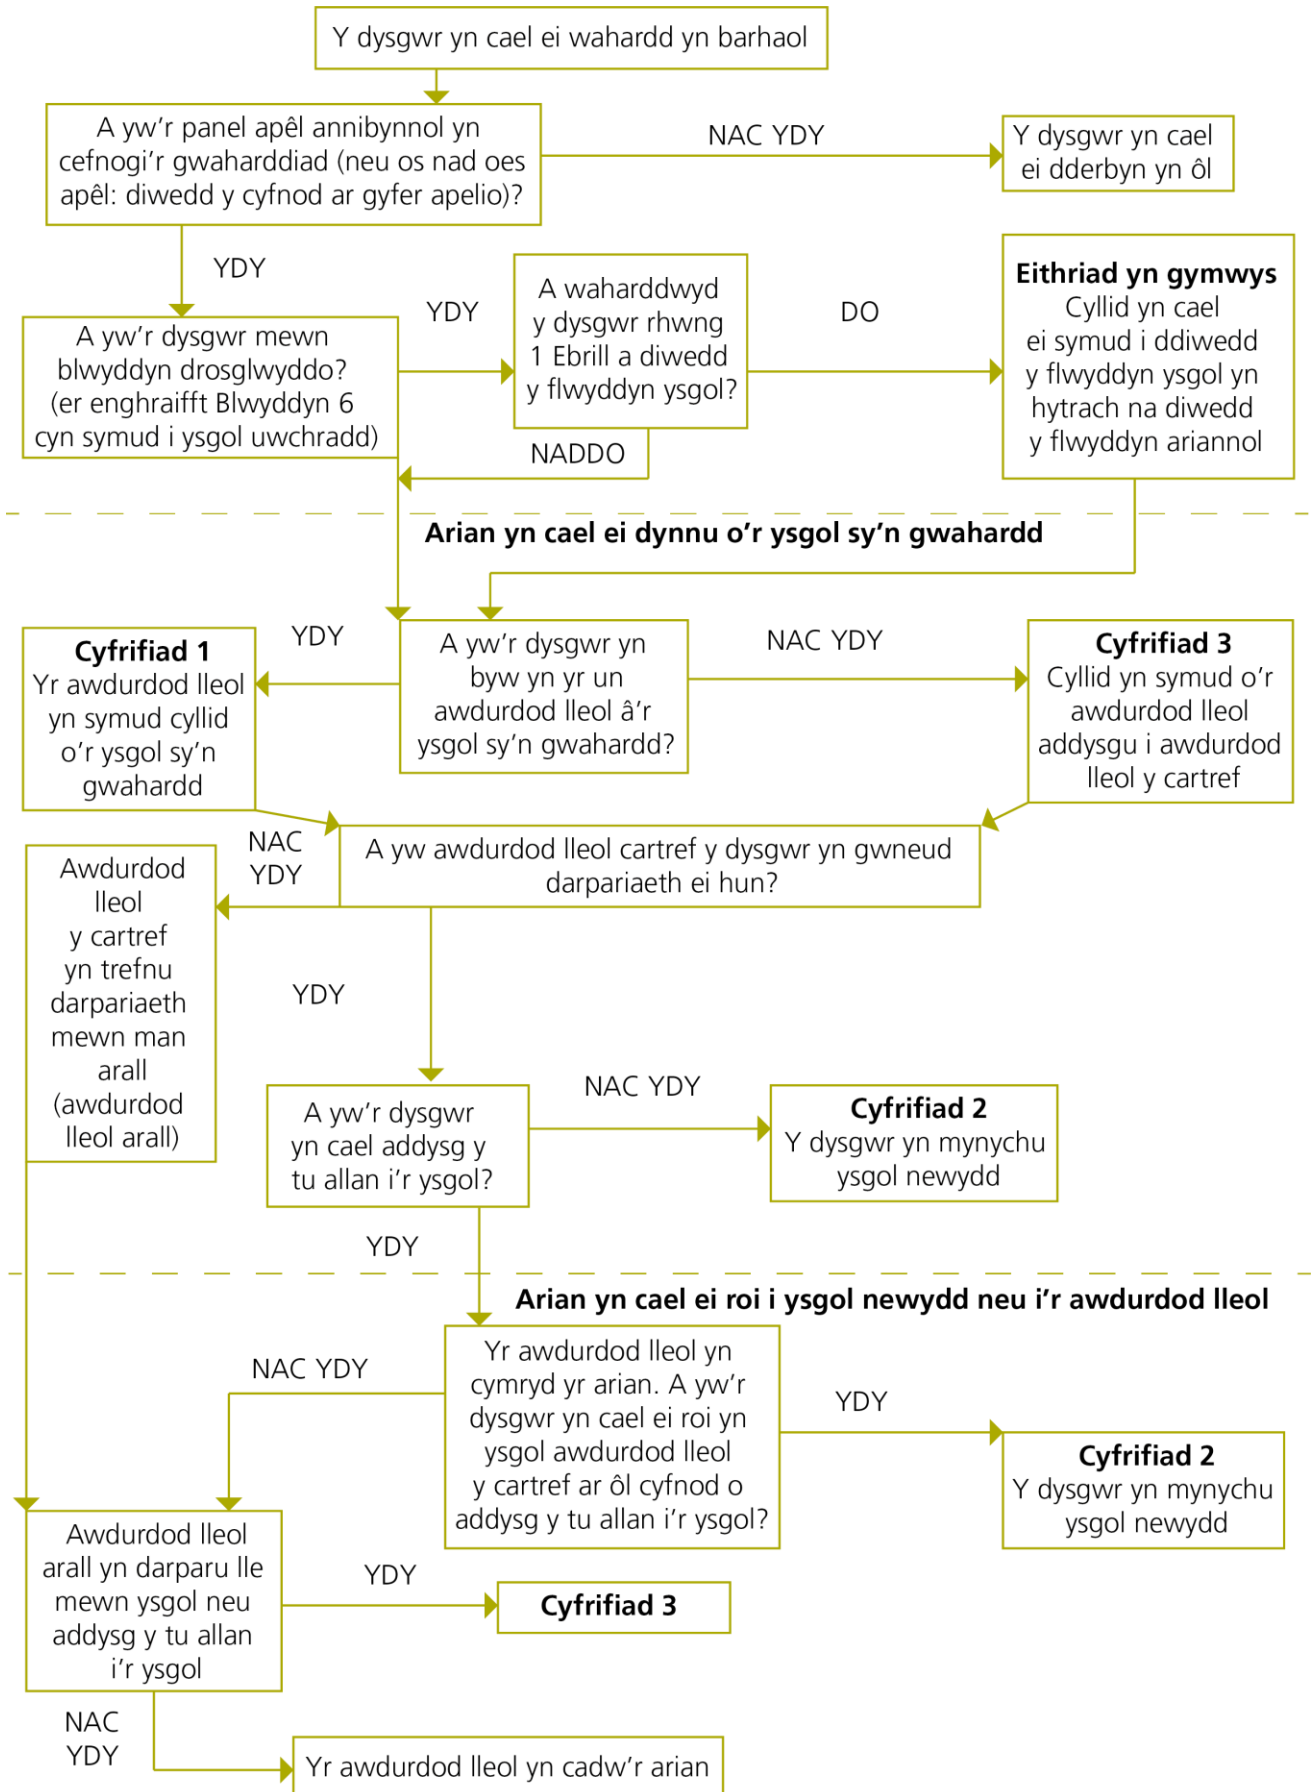 Y dysgwr yn cael ei wahardd yn barhaol
A yw'r panel apêl annibynnol yn
cefnogi'r gwaharddiad (neu os nad oes
apêl: diwedd y cyfnod ar gyfer apelio)?
NAC YDY
Y dysgwr yn cael
ei dderbyn yn ôl
YDY
A yw'r dysgwr mewn
blwyddyn drosglwyddo?
(er enghraifft Blwyddyn 6
cyn symud i ysgol uwchradd)
YDY
A waharddwyd
y dysgwr rhwng
1 Ebrill a diwedd
y flwyddyn ysgol?
DO
Eithriad yn gymwys
Cyllid yn cael
ei symud i ddiwedd
y flwyddyn ysgol yn
hytrach na diwedd
y flwyddyn ariannol
NADDO
Arian yn cael ei dynnu o'r ysgol sy'n gwahardd
Cyfrifiad 1
Yr awdurdod lleol
yn symud cyllid
o'r ysgol sy'n
gwahardd
YDY
A yw'r dysgwr yn
byw yn yr un
awdurdod lleol â'r
ysgol sy'n gwahardd?
NAC YDY
Cyfrifiad 3
Cyllid yn symud o'r
awdurdod lleol
addysgu i awdurdod
lleol y cartref
A yw awdurdod lleol cartref y dysgwr yn gwneud
darpariaeth ei hun?
NAC
YDY
Awdurdod
lleol
y cartref
yn trefnu
darpariaeth
mewn man
arall
(awdurdod
lleol arall)
YDY
A yw'r dysgwr
yn cael addysg y
tu allan i'r ysgol?
NAC YDY
Cyfrifiad 2
Y dysgwr yn mynychu
ysgol newydd
YDY
Arian yn cael ei roi i ysgol newydd neu i'r awdurdod lleol
Yr awdurdod lleol yn
cymryd yr arian. A yw'r
dysgwr yn cael ei roi yn
ysgol awdurdod lleol
y cartref ar ôl cyfnod o
addysg y tu allan i'r ysgol?
NAC YDY
YDY
Cyfrifiad 2
Y dysgwr yn mynychu
ysgol newydd
Awdurdod lleol
arall yn darparu lle
mewn ysgol neu
addysg y tu allan
i'r ysgol
YDY
Cyfrifiad 3
NAC
YDY
Yr awdurdod lleol yn cadw'r arian